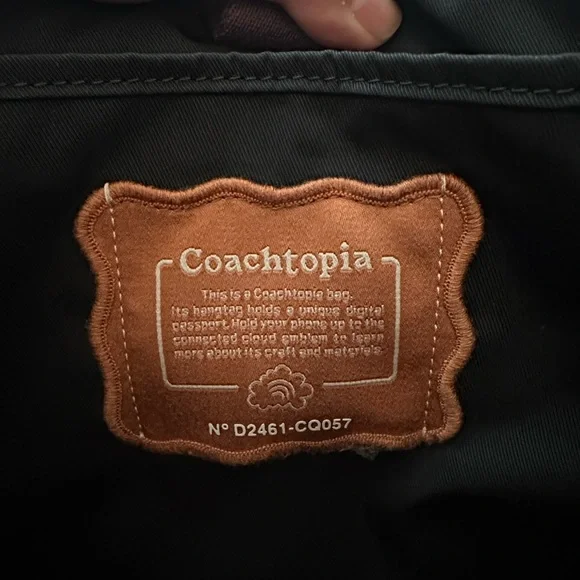 Coachtopia
This is a Coachtopia bag.
Its hangtag holds a unique digital
passport. Hold your phone up to the
connected cloud emblem to learn
more about its craft and materials.
Nº D2461-CQ057